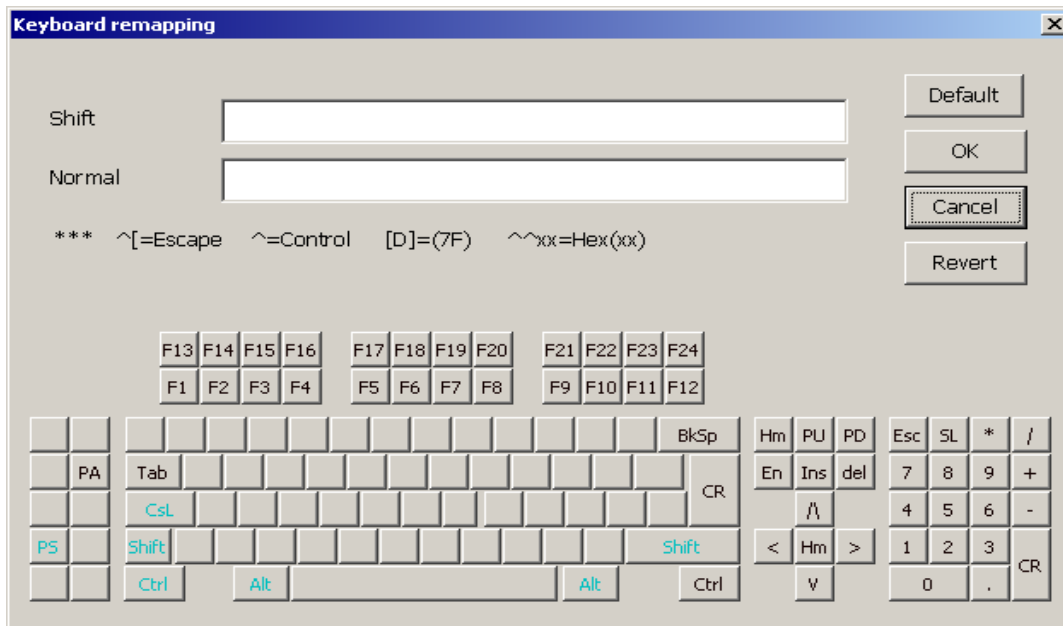 Keyboard remapping
Shift
Default
OK
Normal
Cancel
*** ^[=Escape ^=Control [D]=(7F) ^^xx=Hex(xx)
Revert
F13 F14 F15 F16 F17 F18 F19 F20 F21 F22 F23 F24
F1 F2 F3 F4 F5 F6 F7 F8 F9 F10 F11 F12
BkSp Hm PU PD Esc SL * /
PA Tab En Ins del 7 8 9 +
CR
CsL /\ 4 5 6 -
PS Shift Shift < Hm > 1 2 3
CR
Ctrl Alt Alt Ctrl V 0 .